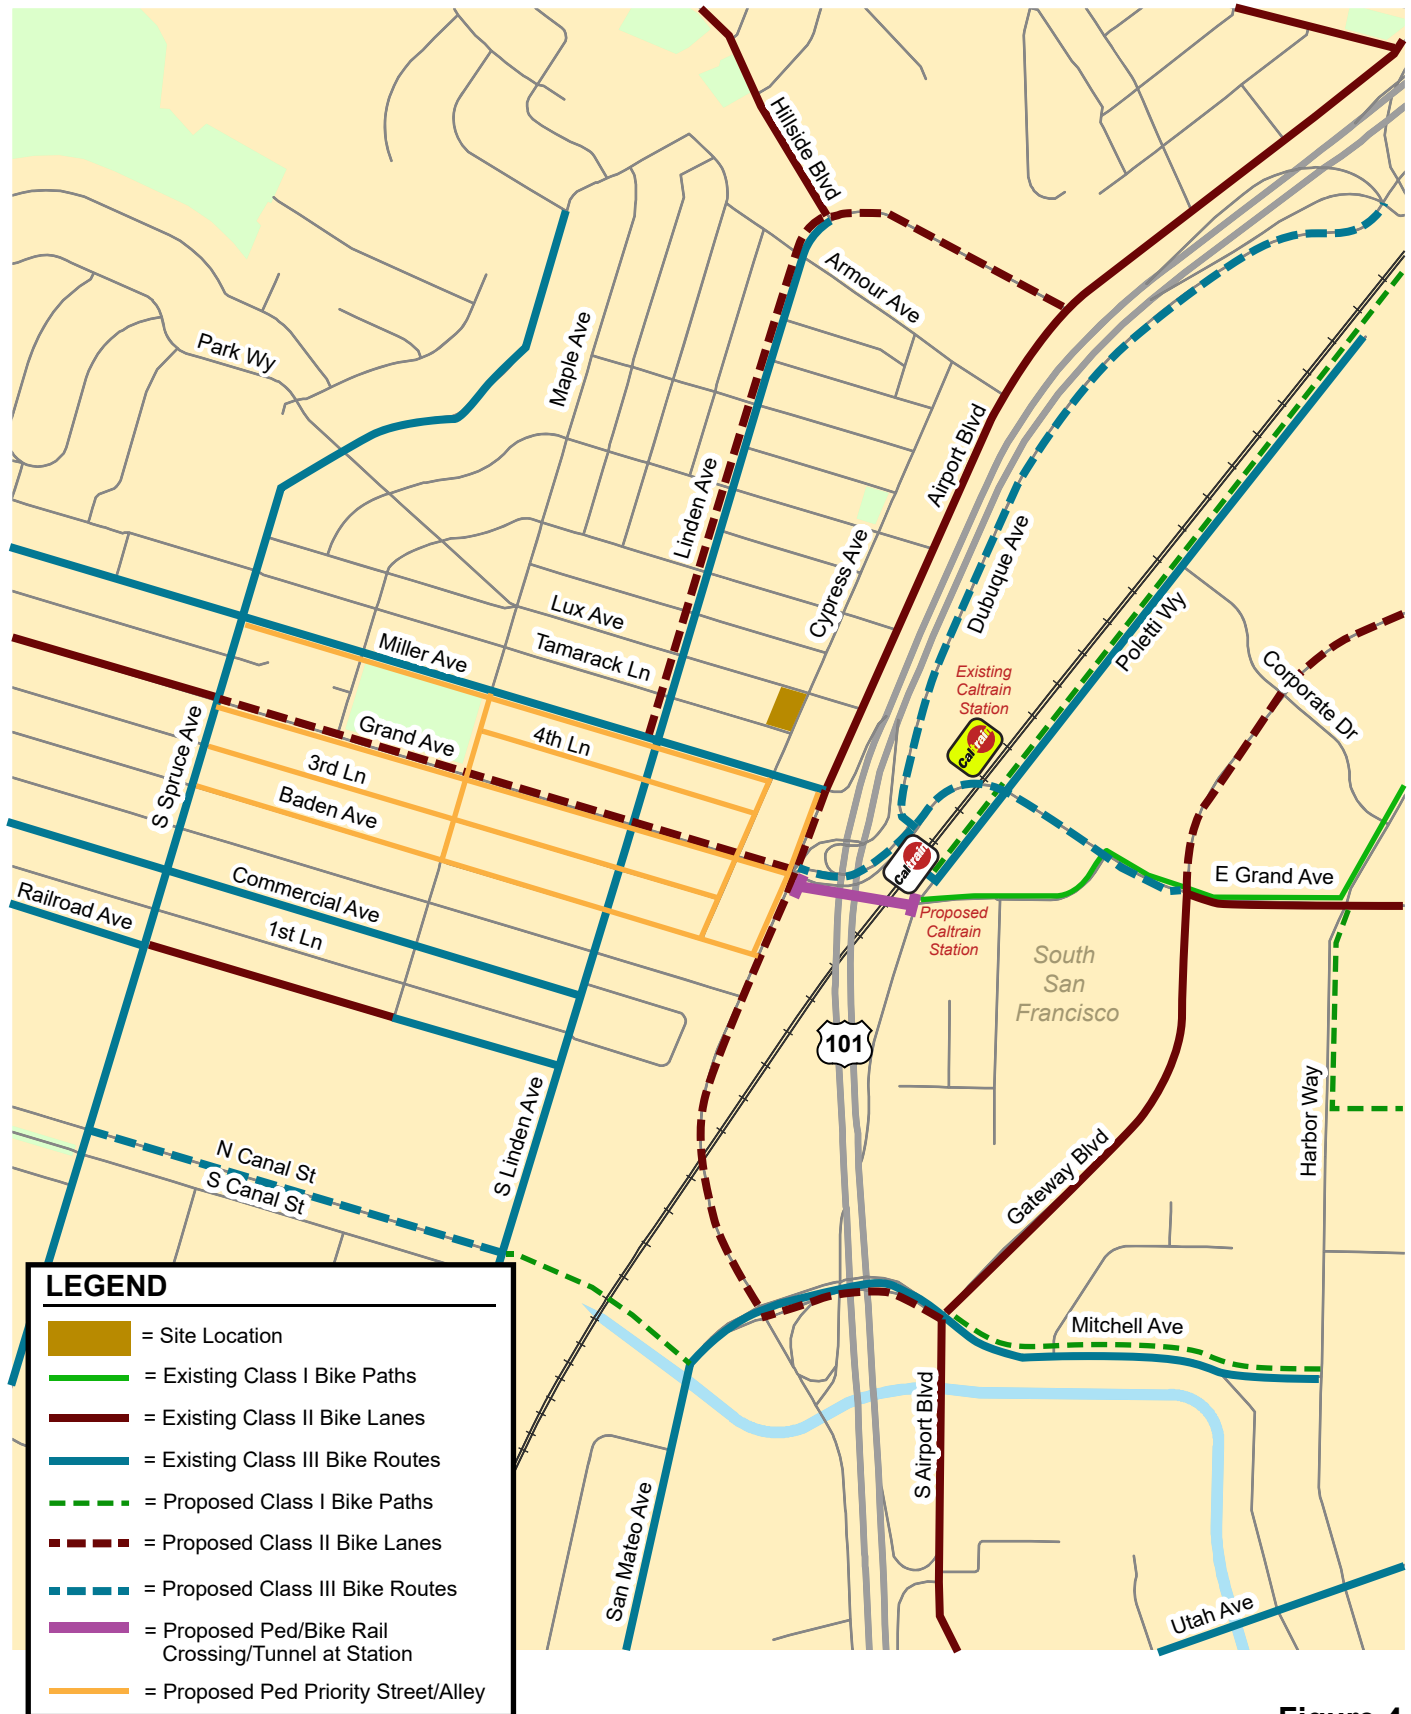 Hillside Blvd
Armour Ave
Park Wy
Maple Ave
Airport Blvd
Linden Ave
Dubuque Ave
Cypress Ave
Lux Ave
Poletti Wy
Miller Ave
Tamarack Ln
Corporate Dr
Existing
Caltrain
Station
S Spruce Ave
Grand Ave
4th Ln
Caltrain
3rd Ln
Baden Ave
Caltrain
E Grand Ave
Commercial Ave
Railroad Ave
Proposed
Caltrain
Station
1st Ln
South
San
Francisco
101
Harbor Way
S Linden Ave
N Canal St
S Canal St
Gateway Blvd
Mitchell Ave
S Airport Blvd
San Mateo Ave
Utah Ave
LEGEND
= Site Location
= Existing Class I Bike Paths
= Existing Class II Bike Lanes
= Existing Class III Bike Routes
= Proposed Class I Bike Paths
= Proposed Class II Bike Lanes
= Proposed Class III Bike Routes
= Proposed Ped/Bike Rail
Crossing/Tunnel at Station
= Proposed Ped Priority Street/Alley
Figure 4